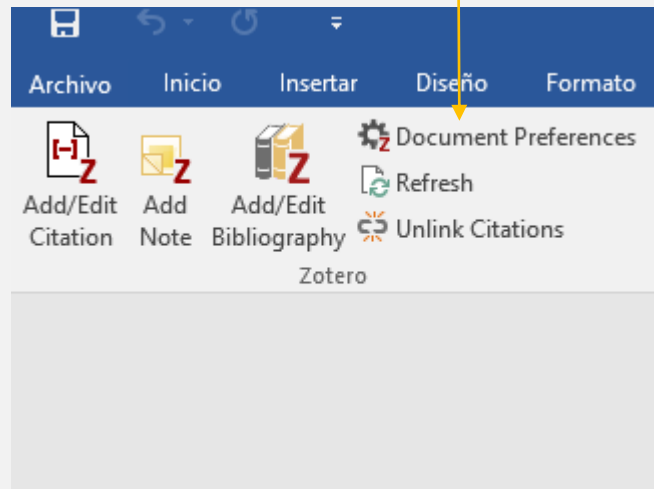 Archivo Inicio Insertar Diseño Formato
Add/Edit Citation
Add Note
Add/Edit Bibliography
Document Preferences
Refresh
Unlink Citations
Zotero